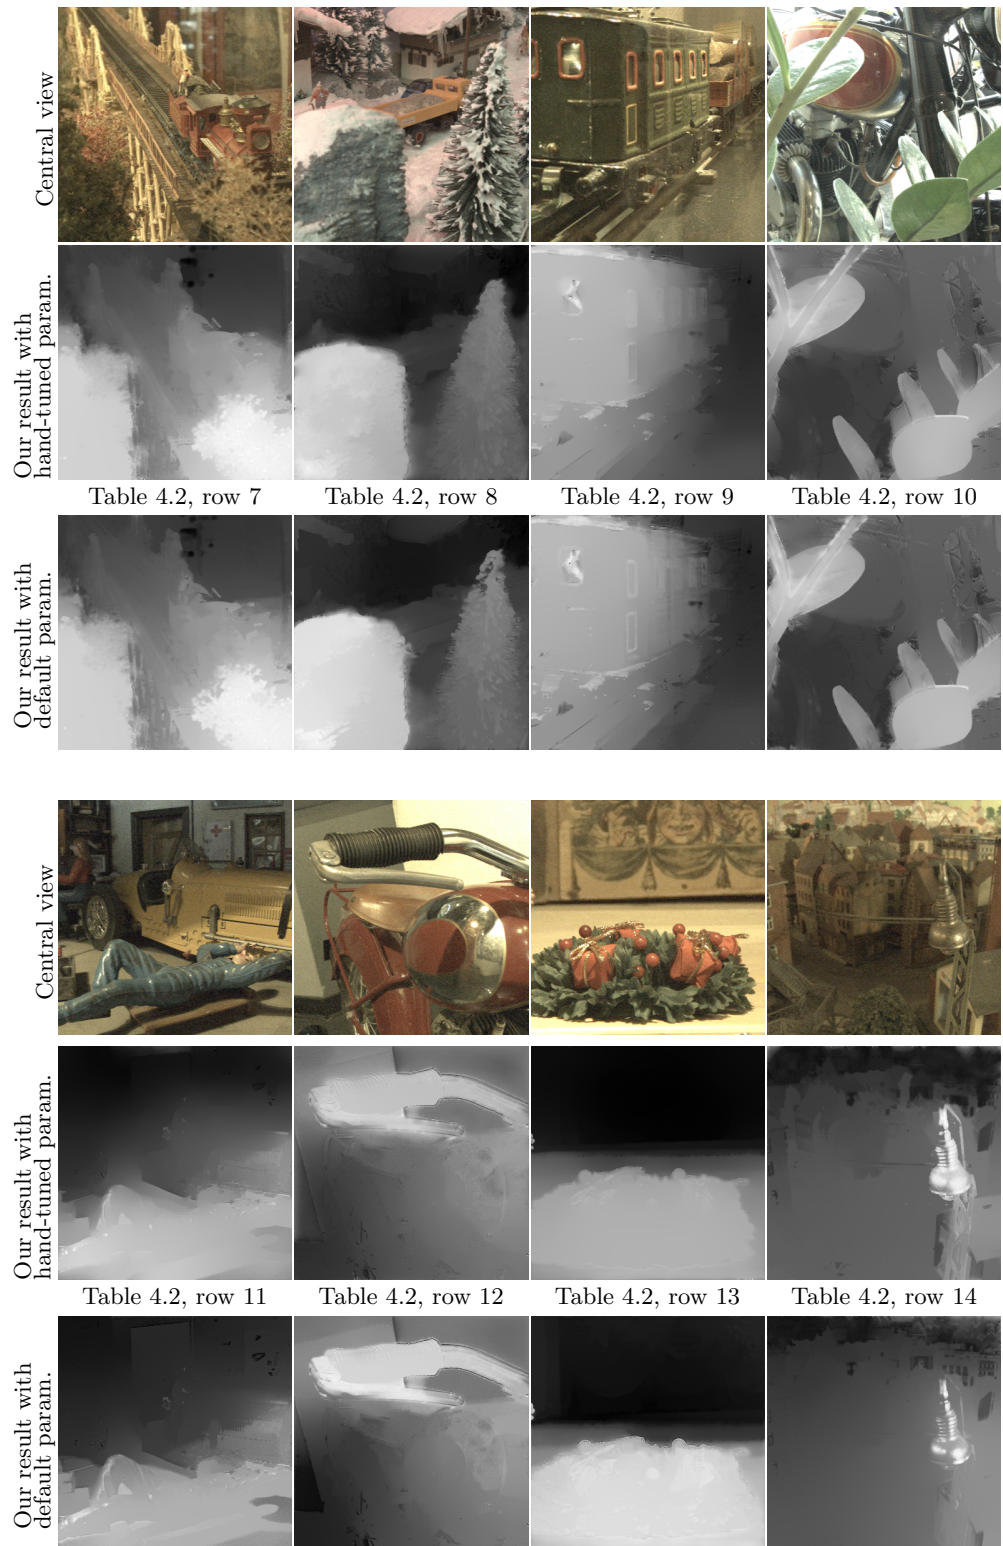 Central view
Our result with
hand-tuned param.
Table 4.2, row 7
Table 4.2, row 8
Table 4.2, row 9
Table 4.2, row 10
Our result with
default param.
Central view
Our result with
hand-tuned param.
Table 4.2, row 11
Table 4.2, row 12
Table 4.2, row 13
Table 4.2, row 14
Our result with
default param.